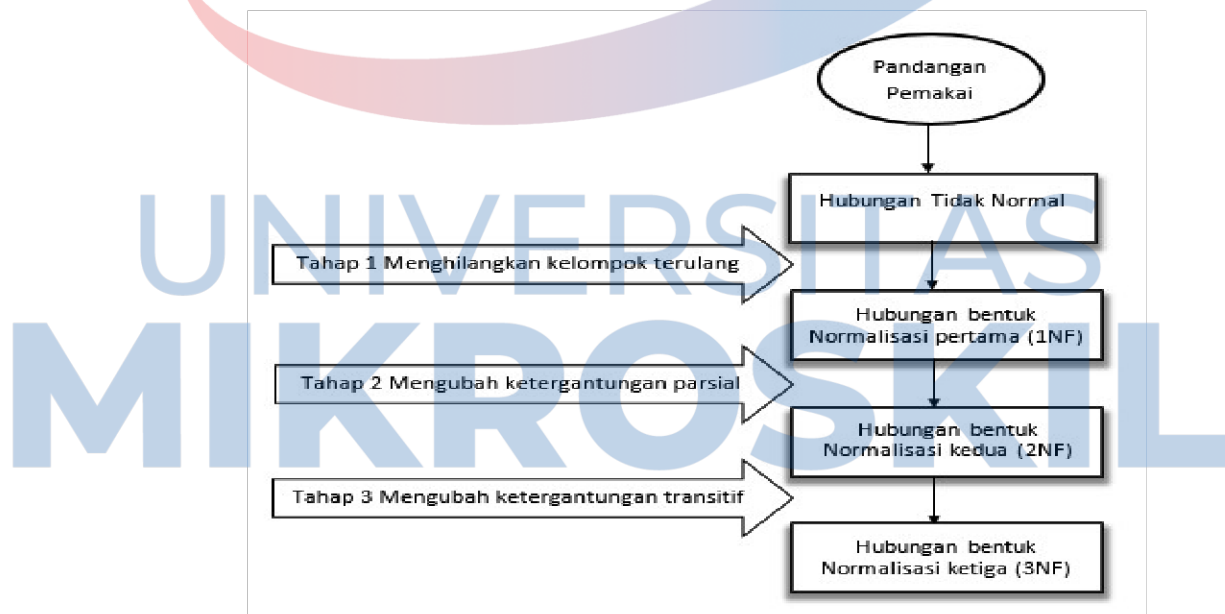 Pandangan
Pemakai
Hubungan Tidak Normal
Tahap 1 Menghilangkan kelompok terulang
Hubungan bentuk
Normalisasi pertama (1NF)
Tahap 2 Mengubah ketergantungan parsial
Hubungan bentuk
Normalisasi kedua (2NF)
Tahap 3 Mengubah ketergantungan transitif
Hubungan bentuk
Normalisasi ketiga (3NF)
UNIVERSITAS
MIKROSKIL